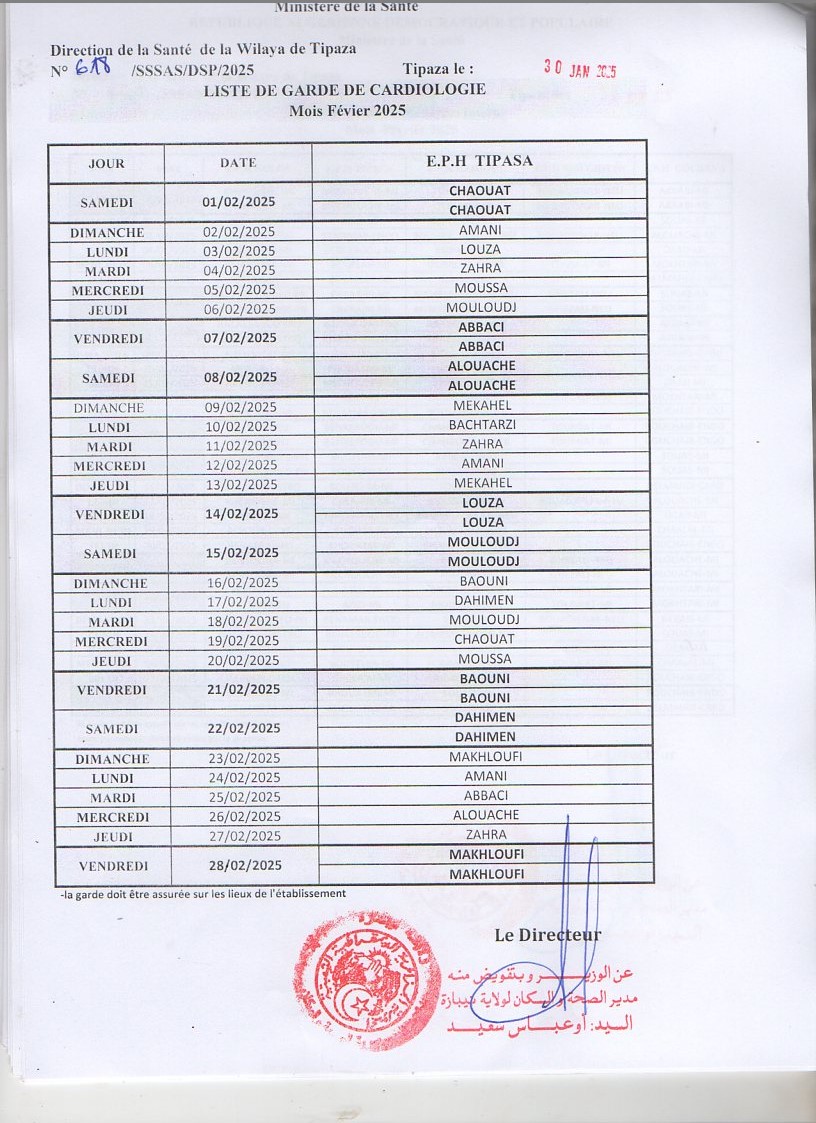 Ministère de la Santé
Direction de la Santé de la Wilaya de Tipaza
N° 618 /SSSAS/DSP/2025 Tipaza le : 30 JAN 2025
LISTE DE GARDE DE CARDIOLOGIE
Mois Févier 2025
JOUR DATE E.P.H TIPASA
SAMEDI 01/02/2025 CHAOUAT
CHAOUAT
DIMANCHE 02/02/2025 AMANI
LUNDI 03/02/2025 LOUZA
MARDI 04/02/2025 ZAHRA
MERCREDI 05/02/2025 MOUSSA
JEUDI 06/02/2025 MOULOUDJ
VENDREDI 07/02/2025 ABBACI
ABBACI
SAMEDI 08/02/2025 ALOUACHE
ALOUACHE
DIMANCHE 09/02/2025 MEKAHEL
LUNDI 10/02/2025 BACHTARZI
MARDI 11/02/2025 ZAHRA
MERCREDI 12/02/2025 AMANI
JEUDI 13/02/2025 MEKAHEL
VENDREDI 14/02/2025 LOUZA
LOUZA
SAMEDI 15/02/2025 MOULOUDJ
MOULOUDJ
DIMANCHE 16/02/2025 BAOUNI
LUNDI 17/02/2025 DAHIMEN
MARDI 18/02/2025 MOULOUDJ
MERCREDI 19/02/2025 CHAOUAT
JEUDI 20/02/2025 MOUSSA
VENDREDI 21/02/2025 BAOUNI
BAOUNI
SAMEDI 22/02/2025 DAHIMEN
DAHIMEN
DIMANCHE 23/02/2025 MAKHLOUFI
LUNDI 24/02/2025 AMANI
MARDI 25/02/2025 ABBACI
MERCREDI 26/02/2025 ALOUACHE
JEUDI 27/02/2025 ZAHRA
VENDREDI 28/02/2025 MAKHLOUFI
MAKHLOUFI
-la garde doit être assurée sur les lieux de l'établissement
Le Directeur
عن الوزيـــر و بتفويض منه
مدير الصحة و السكان لولاية تيبازة
السيد: أوعباس سفيد